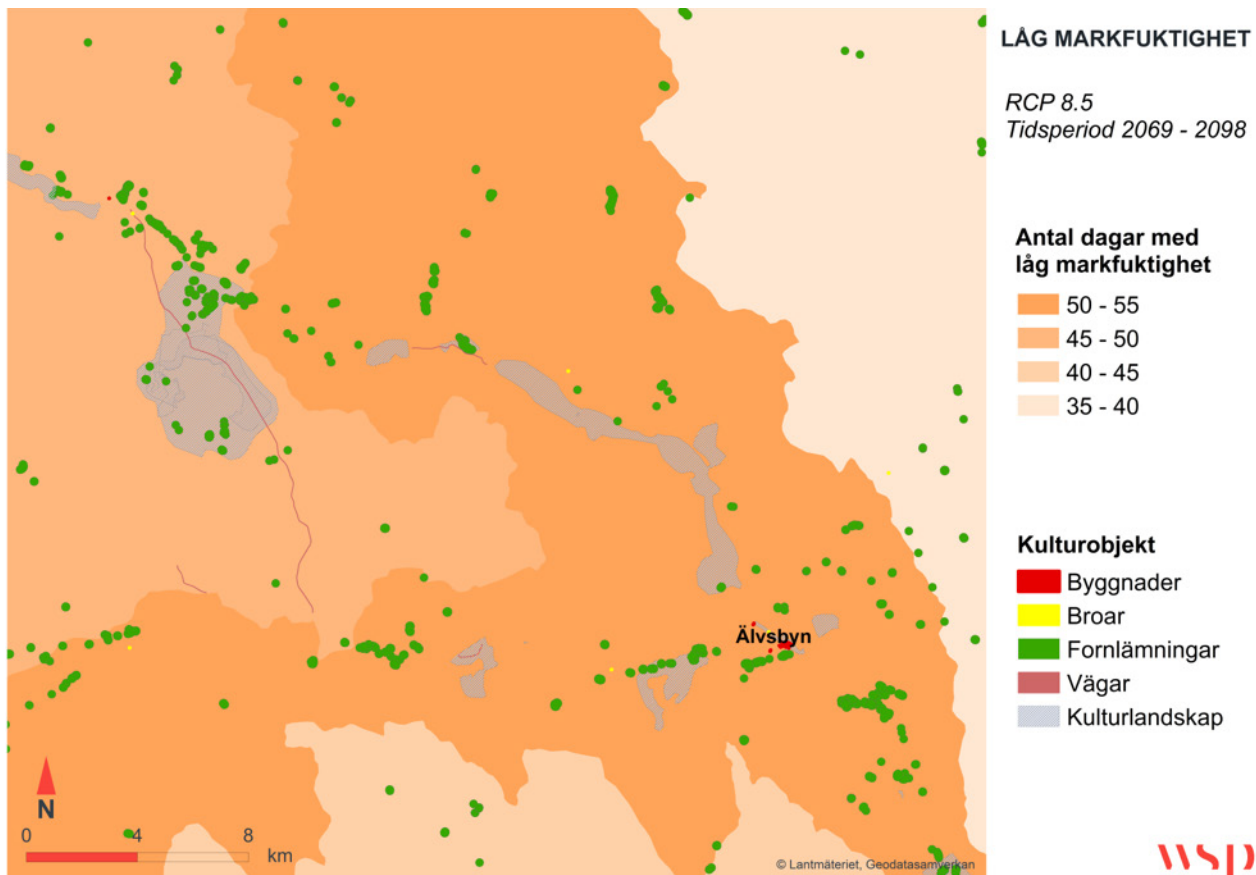 LÅG MARKFUKTIGHET
RCP 8.5
Tidsperiod 2069 - 2098
Antal dagar med
låg markfuktighet
50 - 55
45 - 50
40 - 45
35 - 40
Kulturobjekt
Byggnader
Broar
Fornlämningar
Vägar
Kulturlandskap
Älvsbyn
N
0 4 8
km
© Lantmäteriet, Geodatasamverkan
wsp